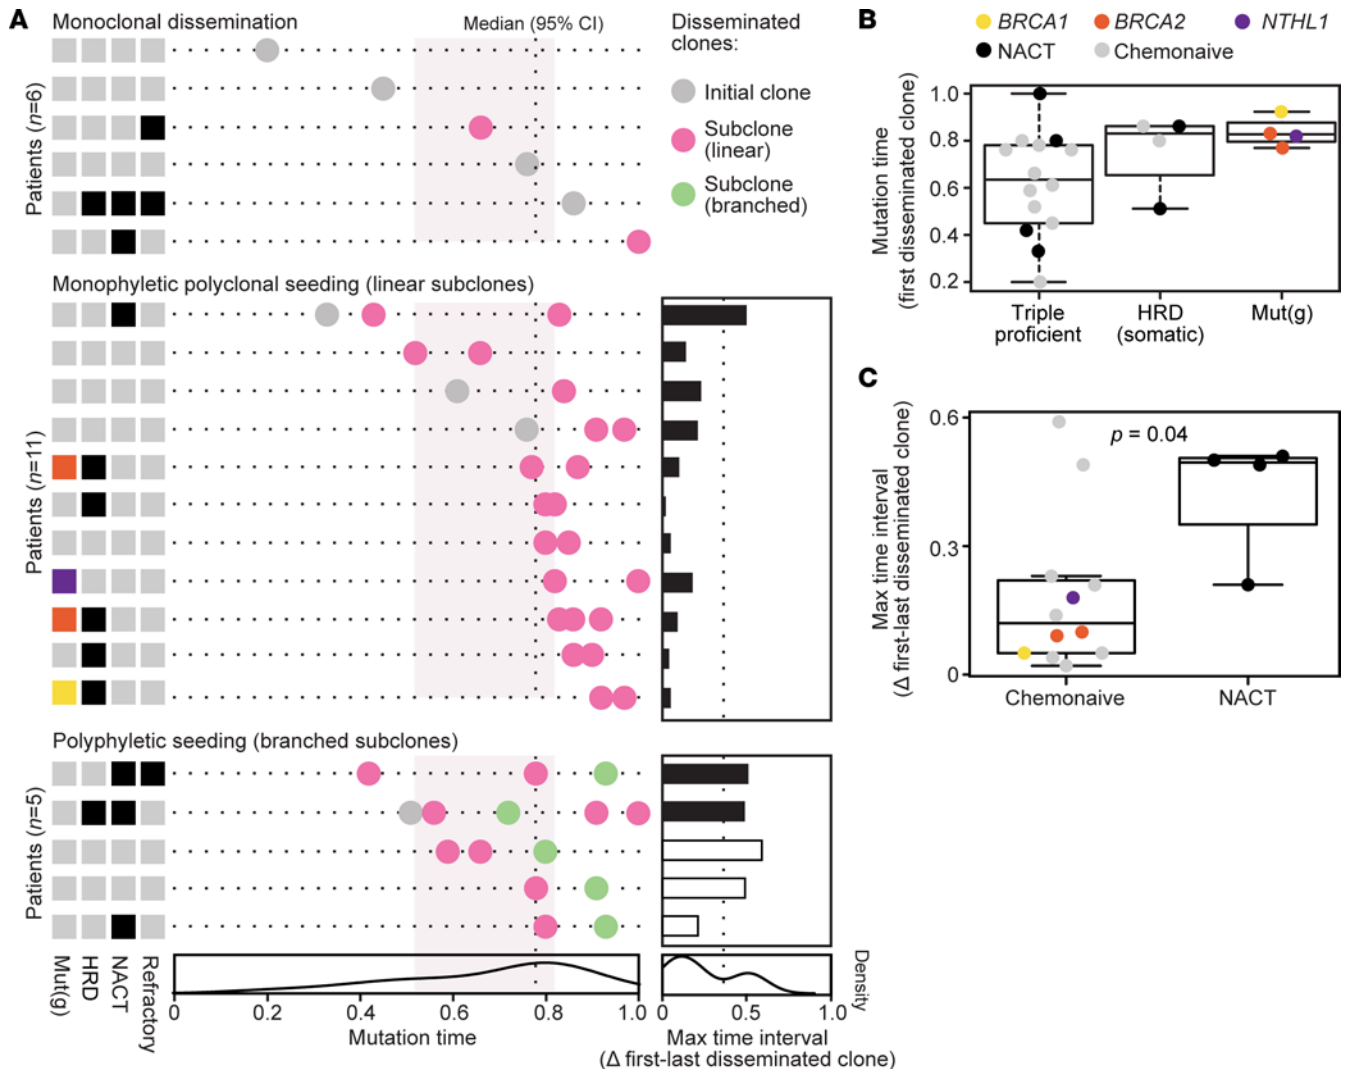 A
Monoclonal dissemination
Median (95% CI)
Patients (n=6)
Disseminated
clones:
Initial clone
Subclone
(linear)
Subclone
(branched)
Monophyletic polyclonal seeding (linear subclones)
Patients (n=11)
Polyphyletic seeding (branched subclones)
Patients (n=5)
Mut(g)
HRD
NACT
Refractory
0 0.2 0.4 0.6 0.8 1.0
Mutation time
0 0.5 1.0
Max time interval
(Δ first-last disseminated clone)
Density
B
BRCA1 BRCA2 NTHL1
NACT Chemonaive
Mutation time
(first disseminated clone)
1.0
0.8
0.6
0.4
0.2
Triple
proficient
HRD
(somatic)
Mut(g)
C
Max time interval
(Δ first-last disseminated clone)
0.6
0.3
0
p = 0.04
Chemonaive NACT